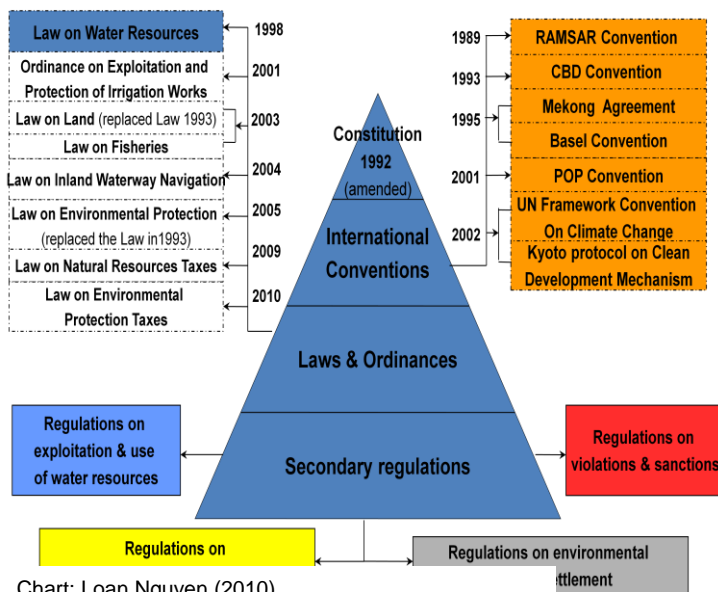 Law on Water Resources
1998
Ordinance on Exploitation and
Protection of Irrigation Works
2001
Law on Land (replaced Law 1993)
2003
Law on Fisheries
Law on Inland Waterway Navigation
2004
Law on Environmental Protection
(replaced the Law in1993)
2005
Law on Natural Resources Taxes
2009
Law on Environmental
Protection Taxes
2010
Constitution
1992
(amended)
International
Conventions
Laws & Ordinances
Secondary regulations
1989
RAMSAR Convention
1993
CBD Convention
1995
Mekong Agreement
Basel Convention
2001
POP Convention
2002
UN Framework Convention
On Climate Change
Kyoto protocol on Clean
Development Mechanism
Regulations on
exploitation & use
of water resources
Regulations on
violations & sanctions
Regulations on
Regulations on environmental
Chart: Loan Nguyen (2010)